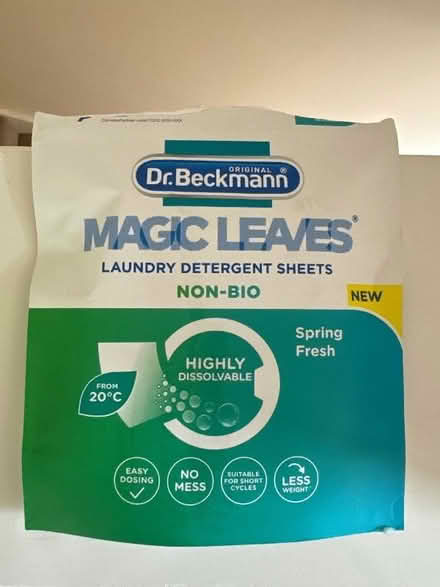 ORIGINAL
Dr.Beckmann®
MAGIC LEAVES®
LAUNDRY DETERGENT SHEETS
NON-BIO
NEW
Spring
Fresh
HIGHLY
DISSOLVABLE
FROM
20°C
EASY
DOSING
NO
MESS
SUITABLE
FOR SHORT
CYCLES
LESS
WEIGHT